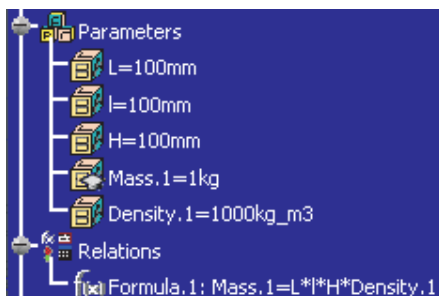 Parameters
L=100mm
l=100mm
H=100mm
Mass.1=1kg
Density.1=1000kg_m3
Relations
Formula.1: Mass.1=L*l*H*Density.1